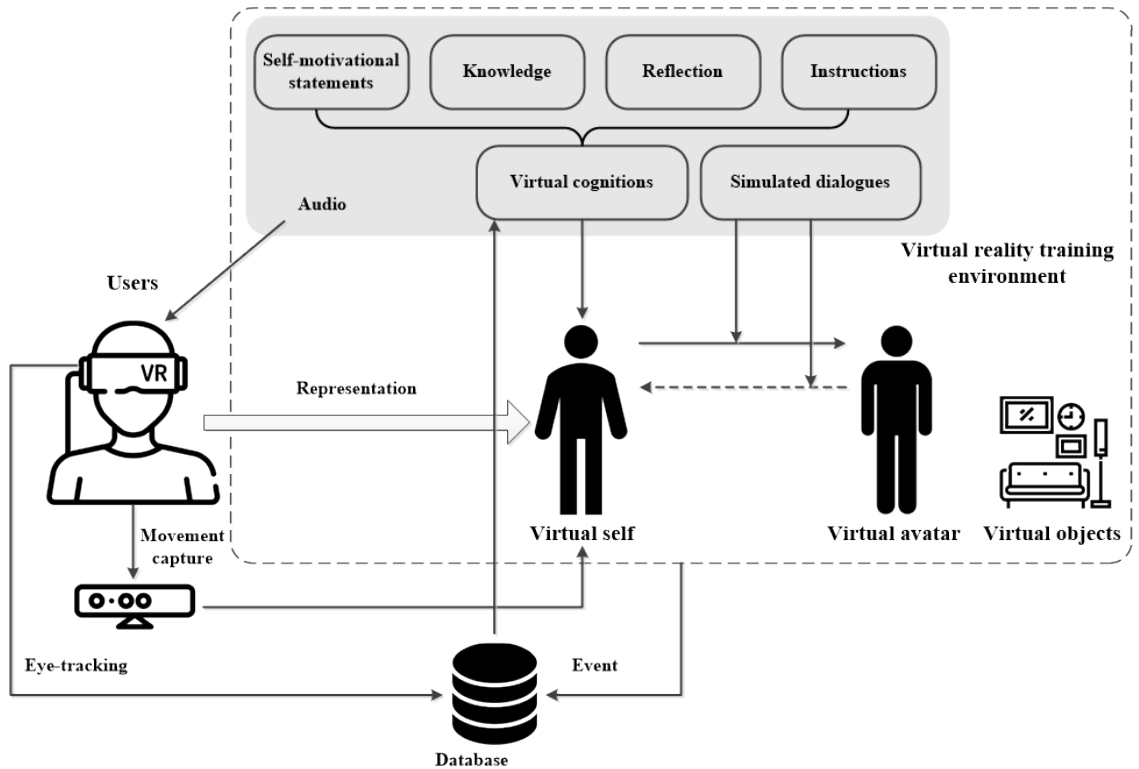 Self-motivational
statements
Knowledge
Reflection
Instructions
Virtual cognitions
Simulated dialogues
Audio
Virtual reality training
environment
Users
VR
Representation
Virtual self
Virtual avatar
Virtual objects
Movement
capture
Eye-tracking
Event
Database